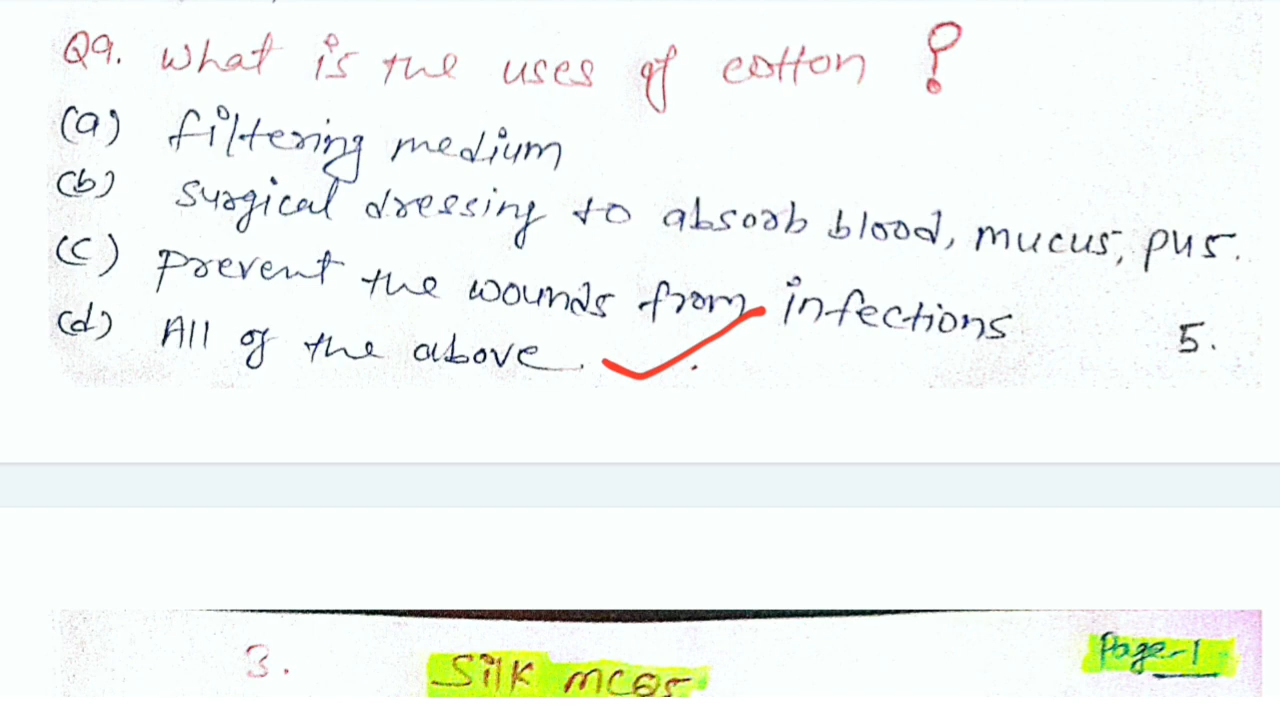 Q9. What is the uses of cotton ?
(a) filtering medium
(b) surgical dressing to absorb blood, mucus, pus.
(c) prevent the wounds from infections
(d) All of the above.
5.
3. Silk MCQs Page-1